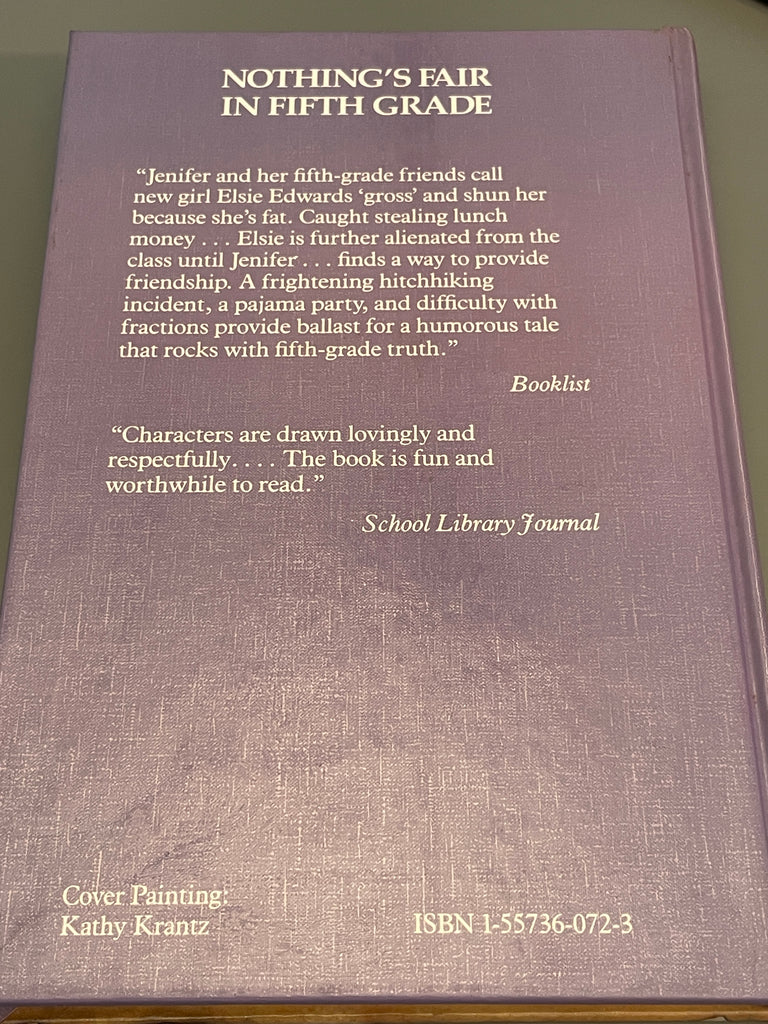 NOTHING'S FAIR
IN FIFTH GRADE
“Jenifer and her fifth-grade friends call
new girl Elsie Edwards ‘gross’ and shun her
because she's fat. Caught stealing lunch
money . . . Elsie is further alienated from the
class until Jenifer . . . finds a way to provide
friendship. A frightening hitchhiking
incident, a pajama party, and difficulty with
fractions provide ballast for a humorous tale
that rocks with fifth-grade truth.”
Booklist
“Characters are drawn lovingly and
respectfully. . . . The book is fun and
worthwhile to read.”
School Library Journal
Cover Painting:
Kathy Krantz
ISBN 1-55736-072-3